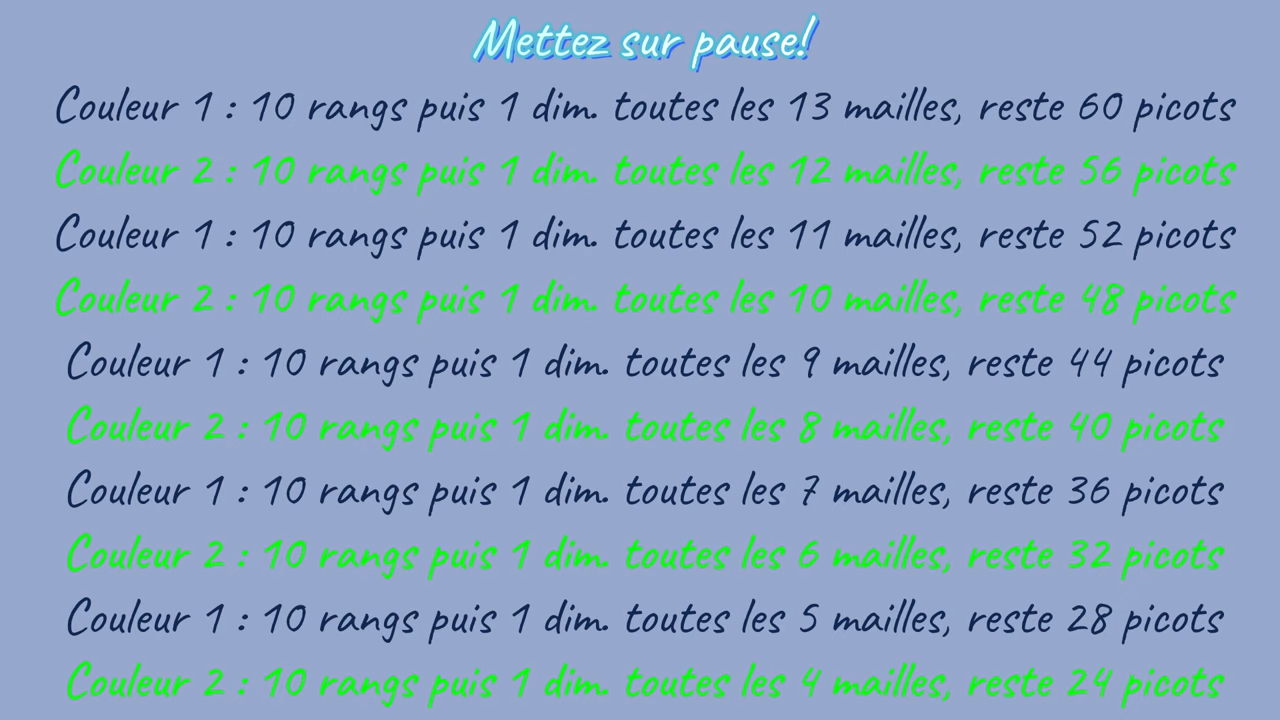 Mettez sur pause!
Couleur 1 : 10 rangs puis 1 dim. toutes les 13 mailles, reste 60 picots
Couleur 2 : 10 rangs puis 1 dim. toutes les 12 mailles, reste 56 picots
Couleur 1 : 10 rangs puis 1 dim. toutes les 11 mailles, reste 52 picots
Couleur 2 : 10 rangs puis 1 dim. toutes les 10 mailles, reste 48 picots
Couleur 1 : 10 rangs puis 1 dim. toutes les 9 mailles, reste 44 picots
Couleur 2 : 10 rangs puis 1 dim. toutes les 8 mailles, reste 40 picots
Couleur 1 : 10 rangs puis 1 dim. toutes les 7 mailles, reste 36 picots
Couleur 2 : 10 rangs puis 1 dim. toutes les 6 mailles, reste 32 picots
Couleur 1 : 10 rangs puis 1 dim. toutes les 5 mailles, reste 28 picots
Couleur 2 : 10 rangs puis 1 dim. toutes les 4 mailles, reste 24 picots